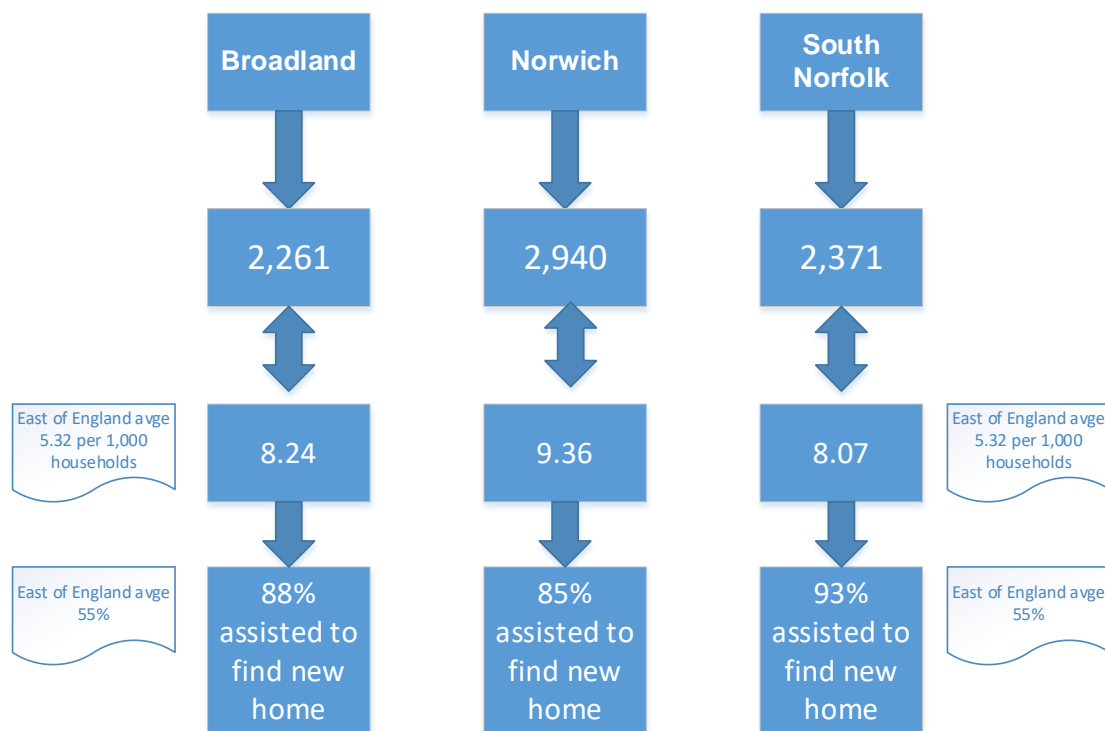 Broadland
Norwich
South
Norfolk
2,261
2,940
2,371
East of England avge
5.32 per 1,000
households
8.24
9.36
8.07
East of England avge
5.32 per 1,000
households
East of England avge
55%
88%
assisted to
find new
home
85%
assisted to
find new
home
93%
assisted to
find new
home
East of England avge
55%